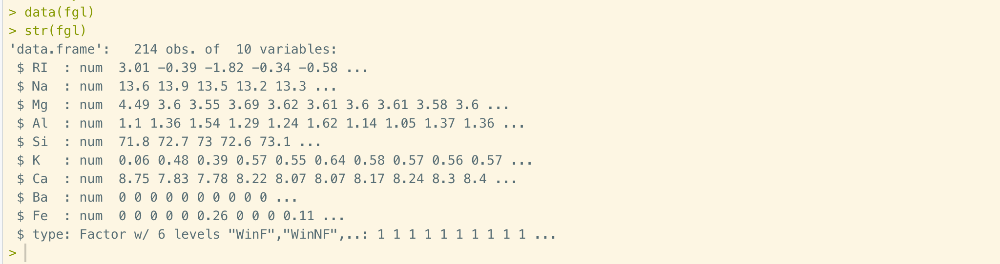 > data(fgl)
> str(fgl)
'data.frame':   214 obs. of  10 variables:
 $ RI  : num  3.01 -0.39 -1.82 -0.34 -0.58 ...
 $ Na  : num  13.6 13.9 13.5 13.2 13.3 ...
 $ Mg  : num  4.49 3.6 3.55 3.69 3.62 3.61 3.6 3.61 3.58 3.6 ...
 $ Al  : num  1.1 1.36 1.54 1.29 1.24 1.62 1.14 1.05 1.37 1.36 ...
 $ Si  : num  71.8 72.7 73 72.6 73.1 ...
 $ K   : num  0.06 0.48 0.39 0.57 0.55 0.64 0.58 0.57 0.56 0.57 ...
 $ Ca  : num  8.75 7.83 7.78 8.22 8.07 8.07 8.17 8.24 8.3 8.4 ...
 $ Ba  : num  0 0 0 0 0 0 0 0 0 0 ...
 $ Fe  : num  0 0 0 0 0 0.26 0 0 0 0.11 ...
 $ type: Factor w/ 6 levels "WinF","WinNF",..: 1 1 1 1 1 1 1 1 1 1 ...
>